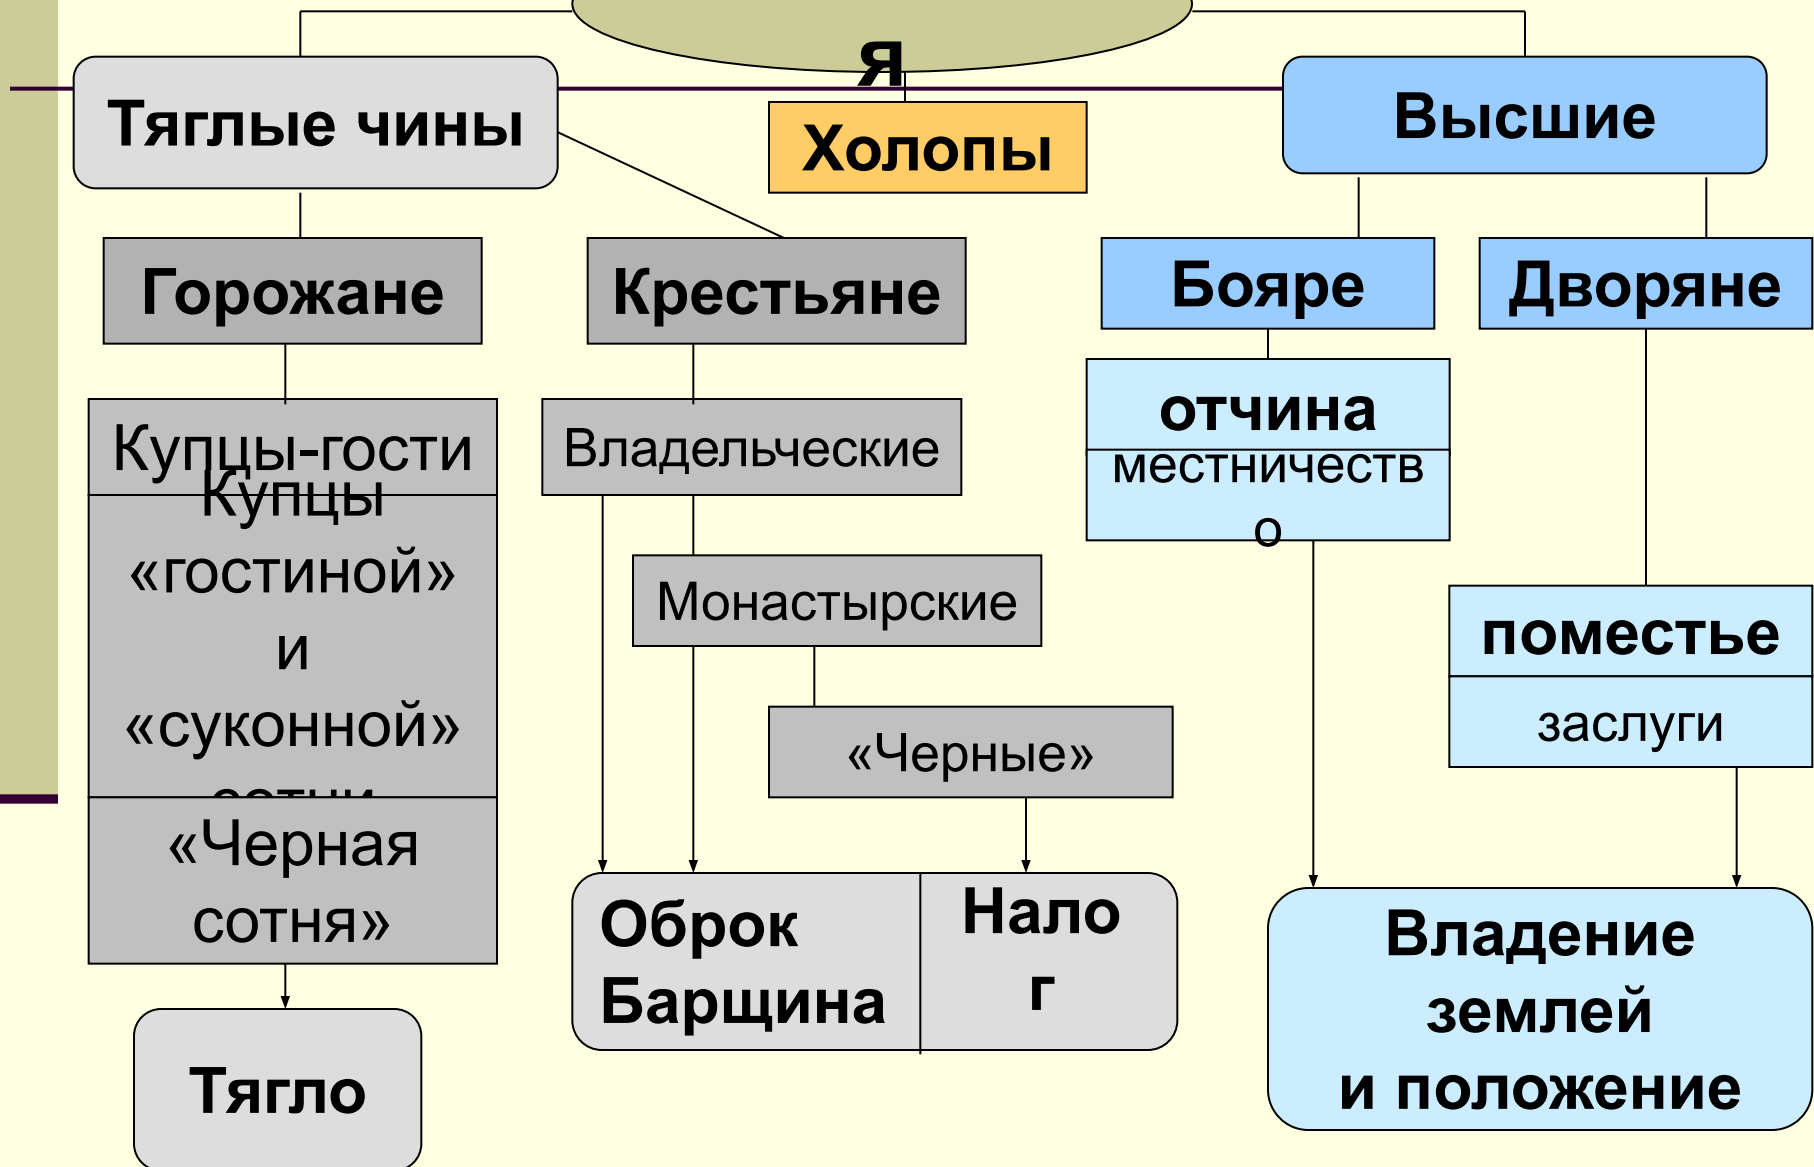 я
Тяглые чины
Холопы
Высшие
Горожане
Крестьяне
Бояре
Дворяне
Купцы-гости
Купцы
«гостиной»
и
«суконной»
сотни
«Черная
сотня»
Тягло
Владельческие
Монастырские
«Черные»
Оброк
Барщина
Нало
г
отчина
местничеств
о
поместье
заслуги
Владение
землей
и положение